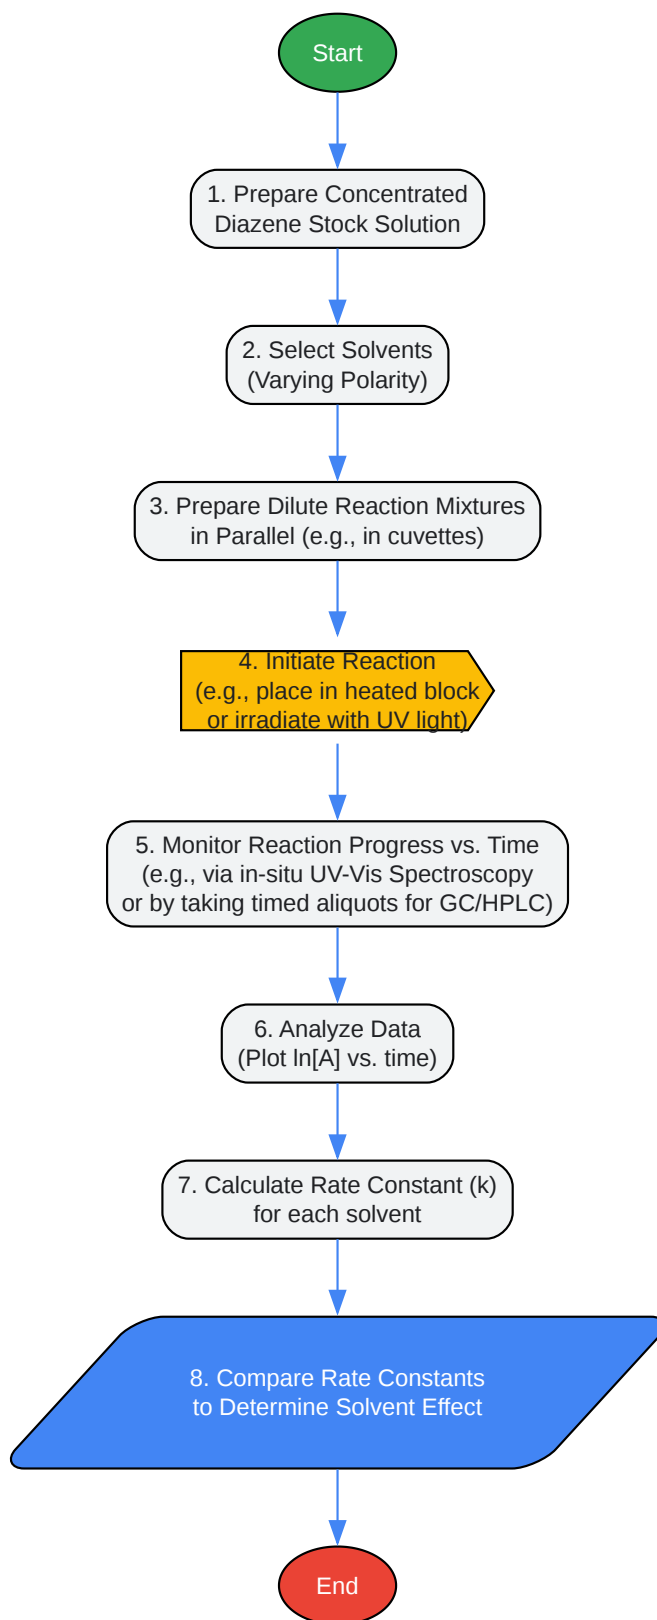 Start
1. Prepare Concentrated
Diazene Stock Solution
2. Select Solvents
(Varying Polarity)
3. Prepare Dilute Reaction Mixtures
in Parallel (e.g., in cuvettes)
4. Initiate Reaction
(e.g., place in heated block
or irradiate with UV light)
5. Monitor Reaction Progress vs. Time
(e.g., via in-situ UV-Vis Spectroscopy
or by taking timed aliquots for GC/HPLC)
6. Analyze Data
(Plot ln[A] vs. time)
7. Calculate Rate Constant (k)
for each solvent
8. Compare Rate Constants
to Determine Solvent Effect
End